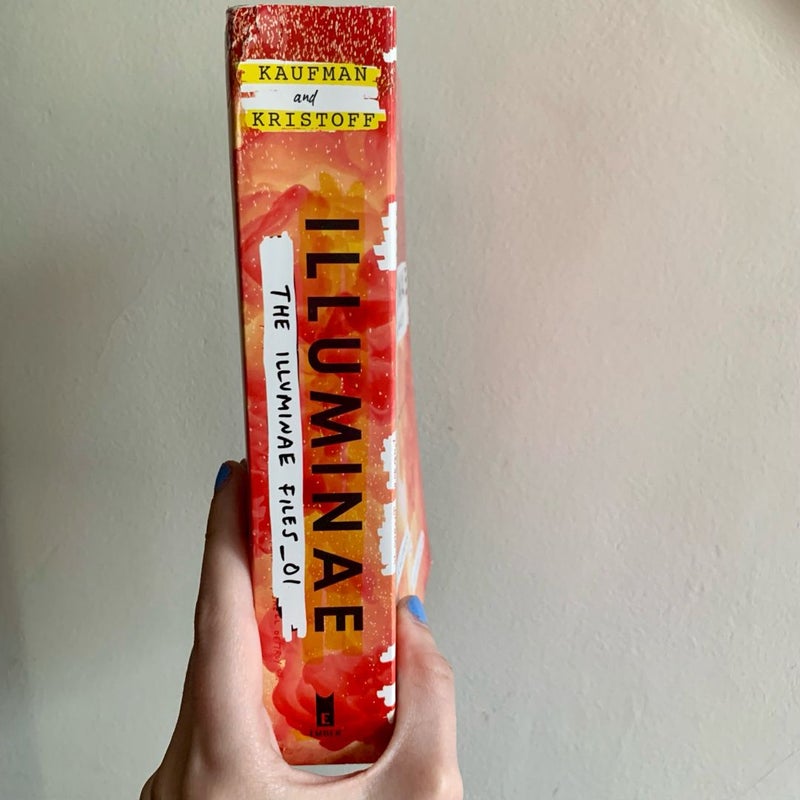 KAUFMAN
and
KRISTOFF
ILLUMINAE
THE ILLUMINAE FILES_01
E
EMBER